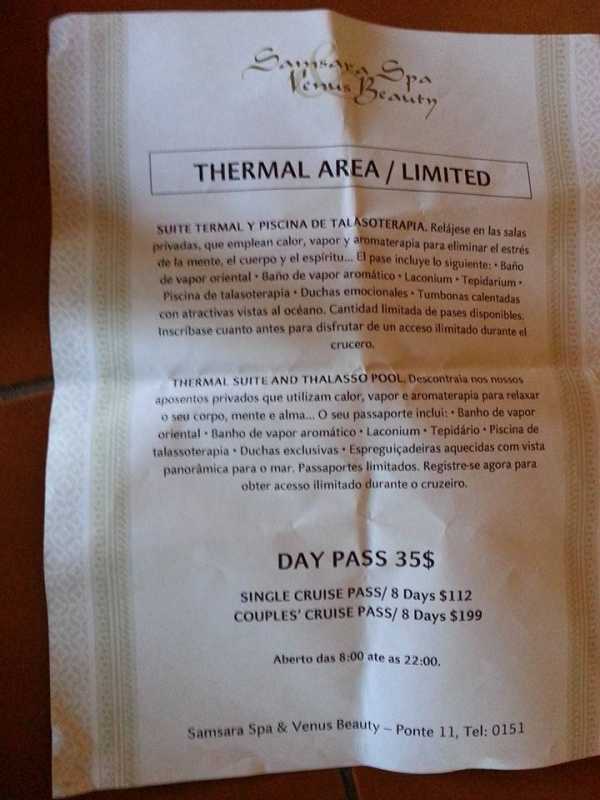 Samsara Spa
& Venus Beauty
THERMAL AREA / LIMITED
SUITE TERMAL Y PISCINA DE TALASOTERAPIA. Relájese en las salas
privadas, que emplean calor, vapor y aromaterapia para eliminar el estrés
de la mente, el cuerpo y el espíritu... El pase incluye lo siguiente: • Baño
de vapor oriental • Baño de vapor aromático • Laconium • Tepidarium •
Piscina de talasoterapia • Duchas emocionales • Tumbonas calentadas
con atractivas vistas al océano. Cantidad limitada de pases disponibles.
Inscríbase cuanto antes para disfrutar de un acceso ilimitado durante el
crucero.
THERMAL SUITE AND THALASSO POOL. Descontraia nos nossos
aposentos privados que utilizam calor, vapor e aromaterapia para relaxar
o seu corpo, mente e alma... O seu passaporte inclui: • Banho de vapor
oriental • Banho de vapor aromático • Laconium • Tepidário • Piscina de
talassoterapia • Duchas exclusivas • Espreguiçadeiras aquecidas com vista
panorâmica para o mar. Passaportes limitados. Registre-se agora para
obter acesso ilimitado durante o cruzeiro.
DAY PASS 35$
SINGLE CRUISE PASS/ 8 Days $112
COUPLES' CRUISE PASS/ 8 Days $199
Aberto das 8:00 ate as 22:00.
Samsara Spa & Venus Beauty – Ponte 11, Tel: 0151